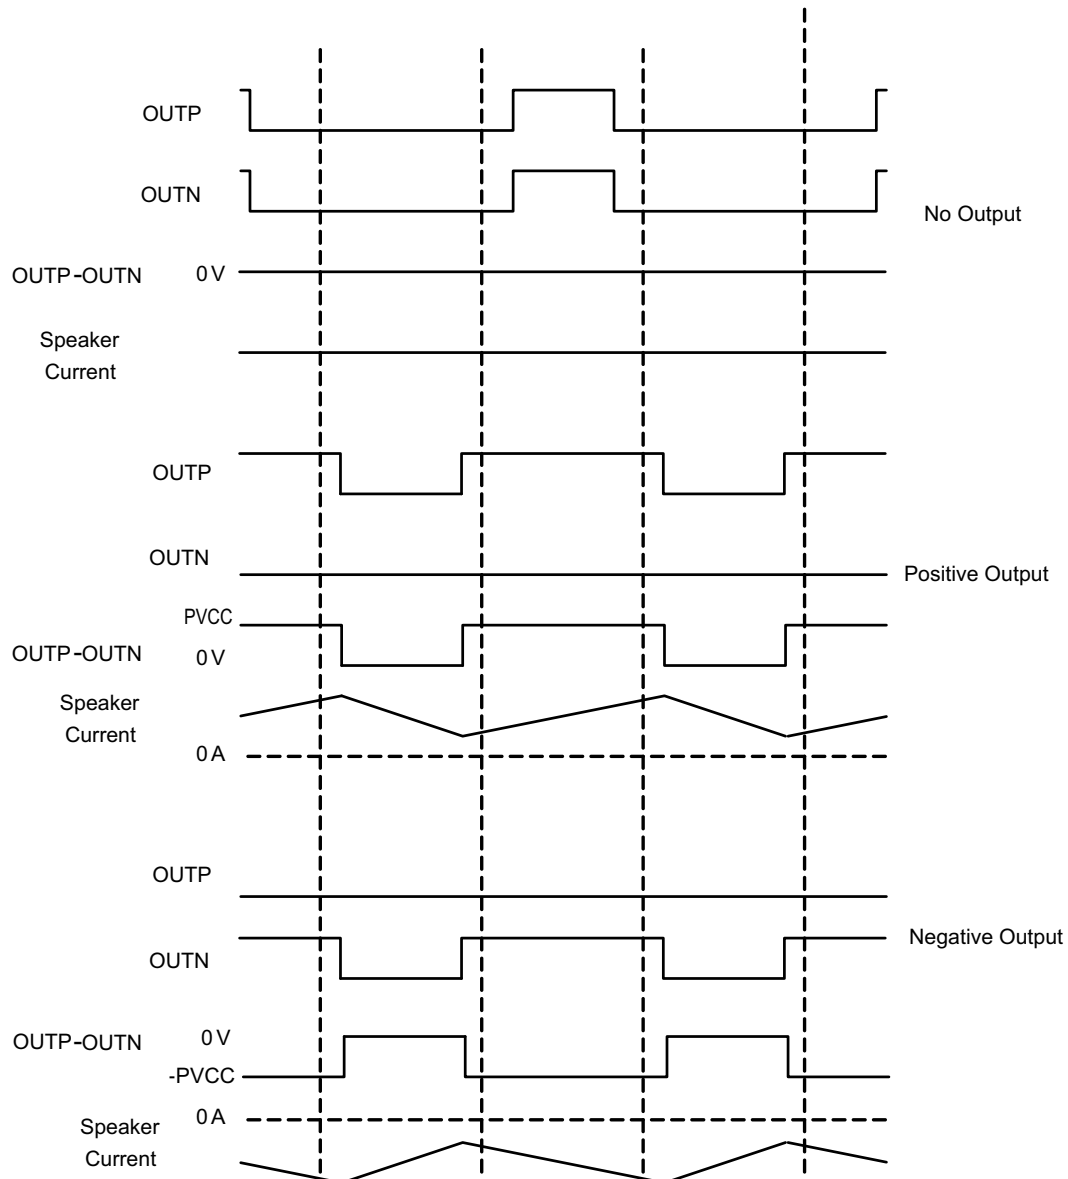 OUTP
OUTN
No Output
OUTP-OUTN 0 V
Speaker
Current
OUTP
OUTN
Positive Output
PVCC
OUTP-OUTN 0 V
Speaker
Current
0 A
OUTP
Negative Output
OUTN
OUTP-OUTN 0 V
-PVCC
0 A
Speaker
Current